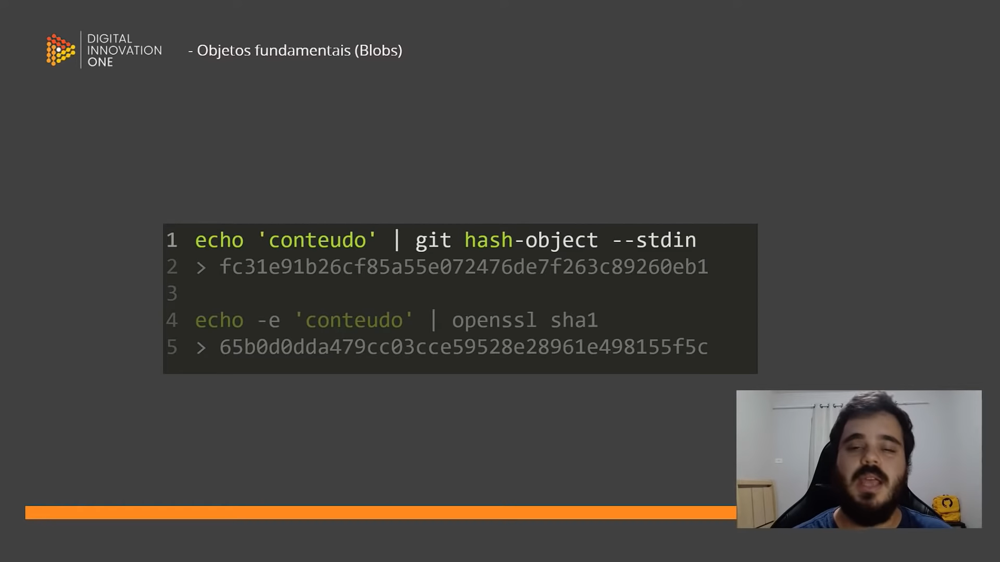 DIGITAL
INNOVATION
ONE
- Objetos fundamentais (Blobs)
1 echo 'conteudo' | git hash-object --stdin
2 > fc31e91b26cf85a55e072476de7f263c89260eb1
3
4 echo -e 'conteudo' | openssl sha1
5 > 65b0d0dda479cc03cce59528e28961e498155f5c